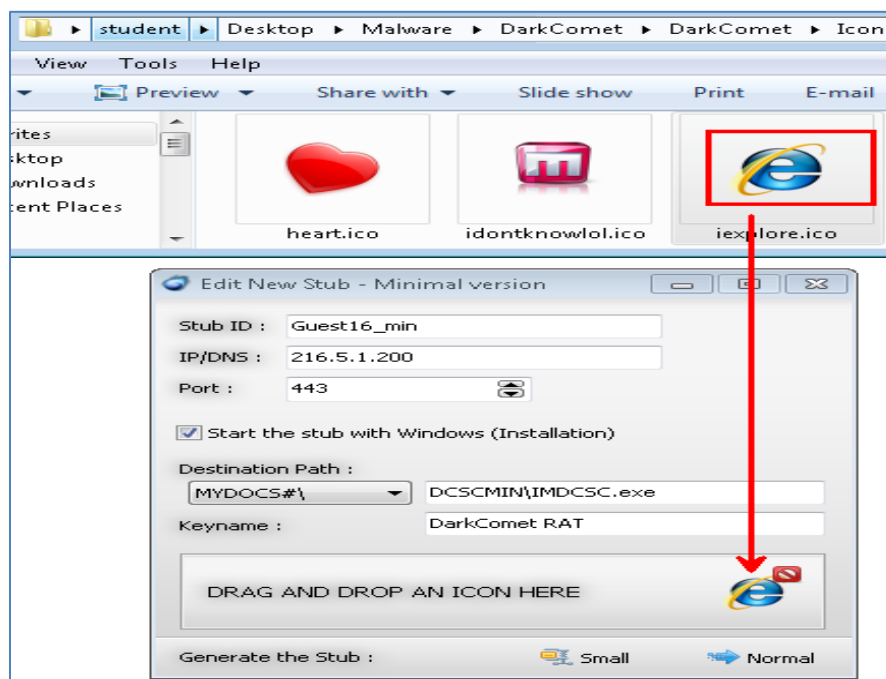 student Desktop Malware DarkComet DarkComet Icon
View Tools Help
Preview Share with Slide show Print E-mail
rites
sktop
wnloads
cent Places
heart.ico idontknowlol.ico iexplore.ico
Edit New Stub - Minimal version
Stub ID : Guest16_min
IP/DNS : 216.5.1.200
Port : 443
Start the stub with Windows (Installation)
Destination Path :
MYDOCS#\ DCSCMIN\IMDCSC.exe
Keyname : DarkComet RAT
DRAG AND DROP AN ICON HERE
Generate the Stub : Small Normal